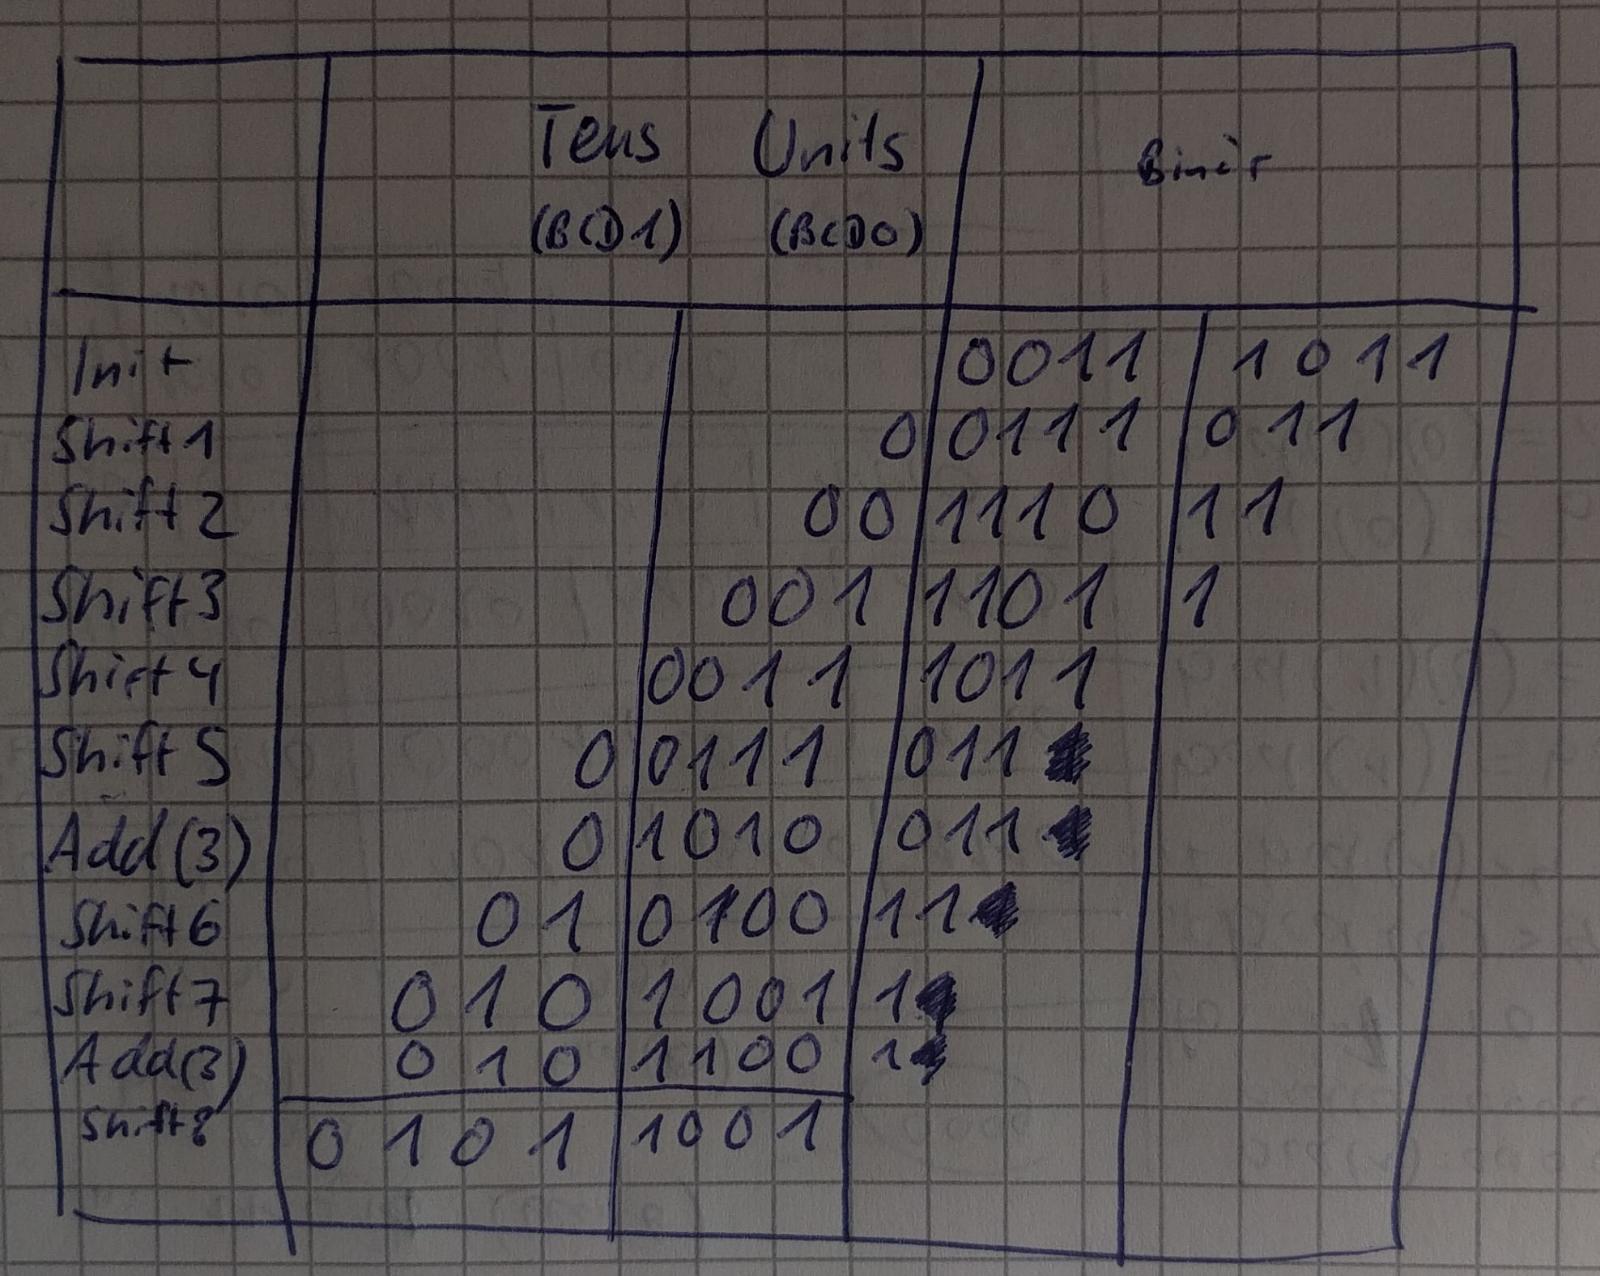 Tens Units Binär
(BCD1) (BCD0)
Init 0011 1011
Shift1 0 0111 011
Shift2 00 1110 11
Shift3 001 1101 1
Shift4 0011 1011
Shift5 0 0111 011
Add(3) 0 1010 011
Shift6 01 0100 11
Shift7 010 1001 1
Add(3) 010 1100 1
Shift8 0101 1001